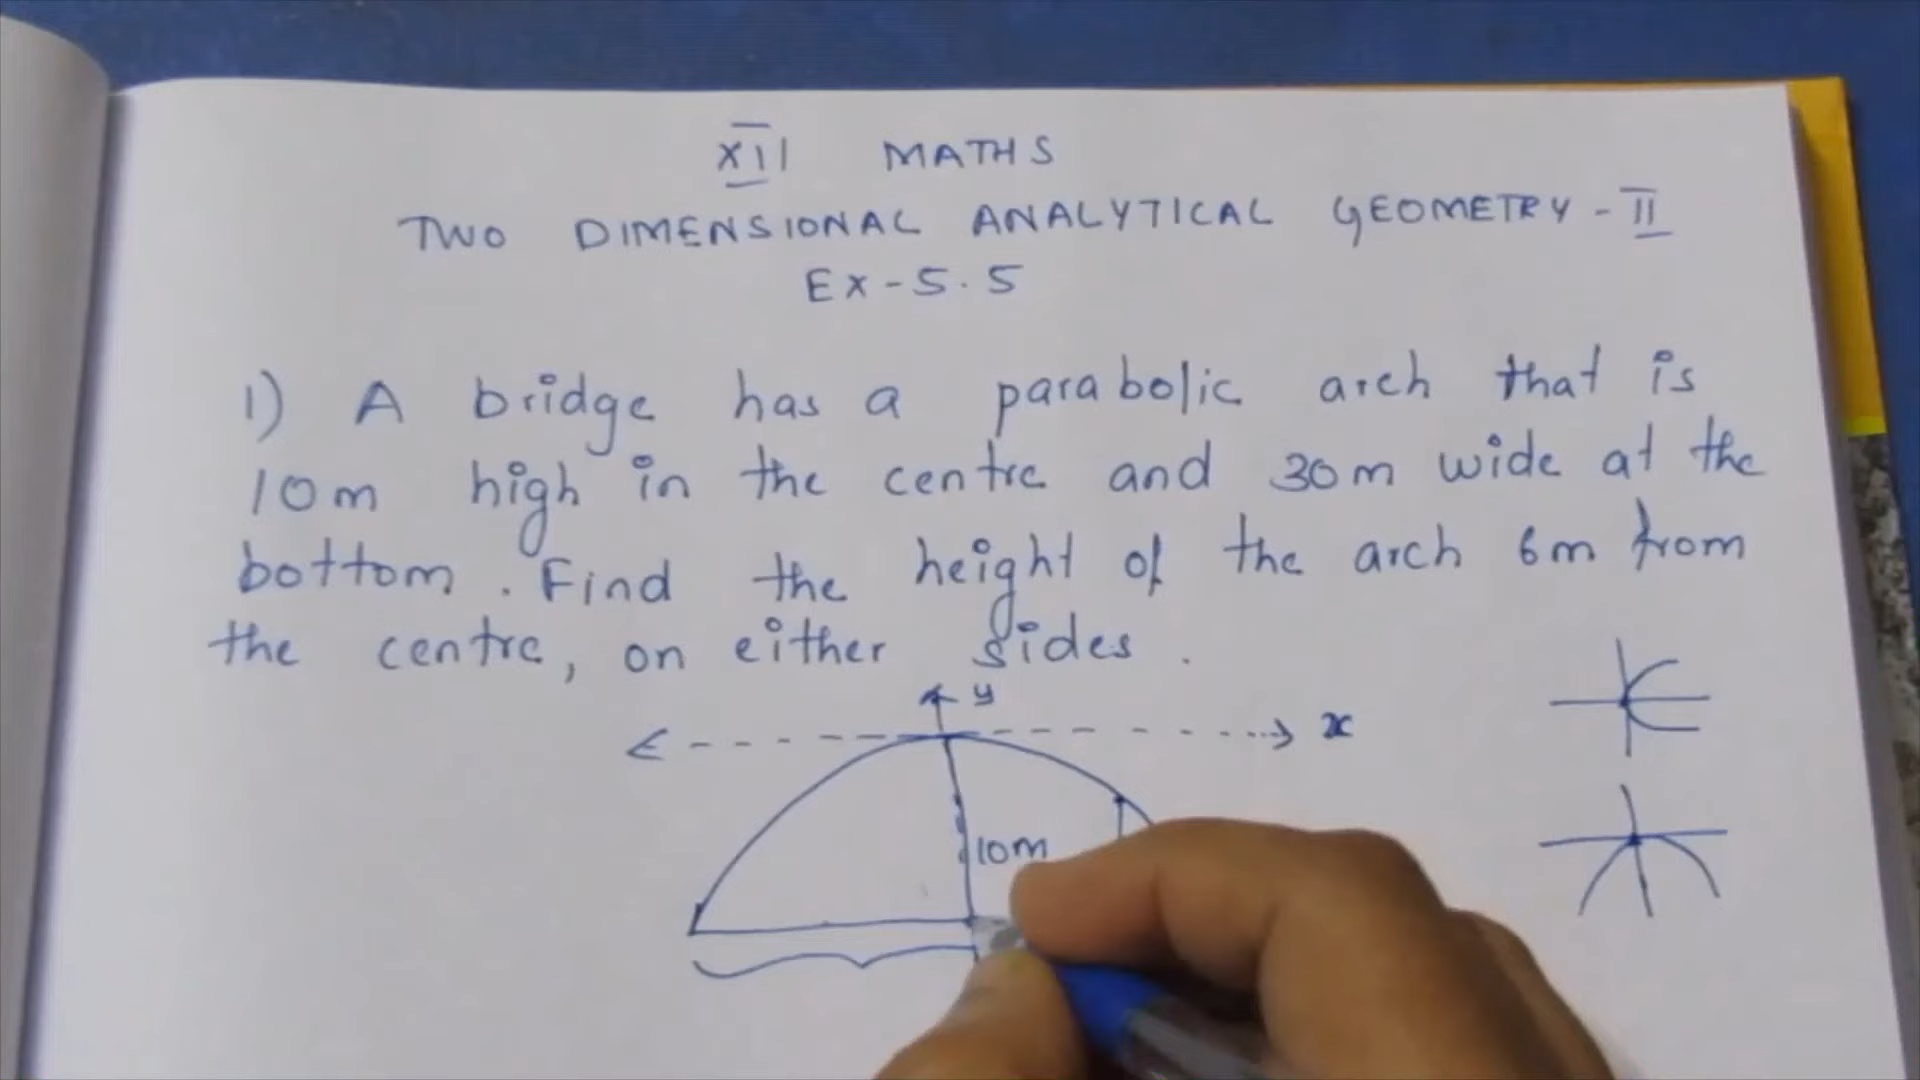 XII MATHS
TWO DIMENSIONAL ANALYTICAL GEOMETRY - II
EX - 5.5
1) A bridge has a parabolic arch that is
10m high in the centre and 30m wide at the
bottom. Find the height of the arch 6m from
the centre, on either sides.
y
x
10m